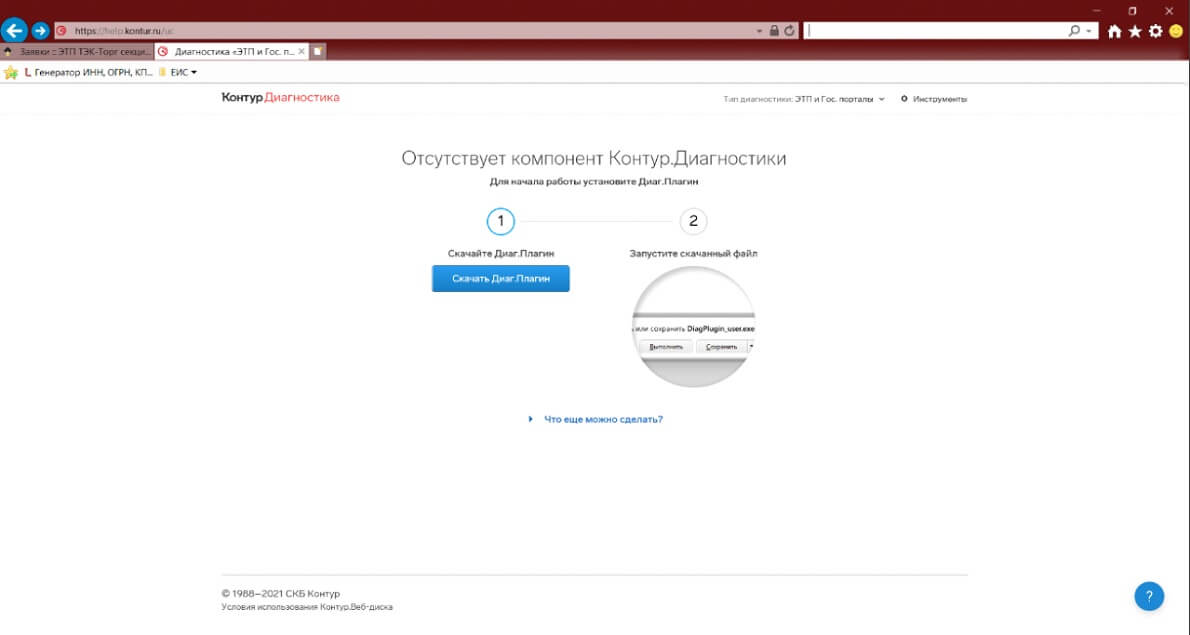 https://help.kontur.ru/uc
Заявки :: ЭТП ТЭК-Торг секци...
Диагностика «ЭТП и Гос. п...
Генератор ИНН, ОГРН, КП...
ЕИС
Контур Диагностика
Тип диагностики: ЭТП и Гос. порталы
Инструменты
Отсутствует компонент Контур.Диагностики
Для начала работы установите Диаг.Плагин
1
2
Скачайте Диаг.Плагин
Запустите скачанный файл
Скачать Диаг.Плагин
или сохранить DiagPlugin_user.exe
Выполнить
Сохранить
Что еще можно сделать?
© 1988–2021 СКБ Контур
Условия использования Контур.Веб-диска
?